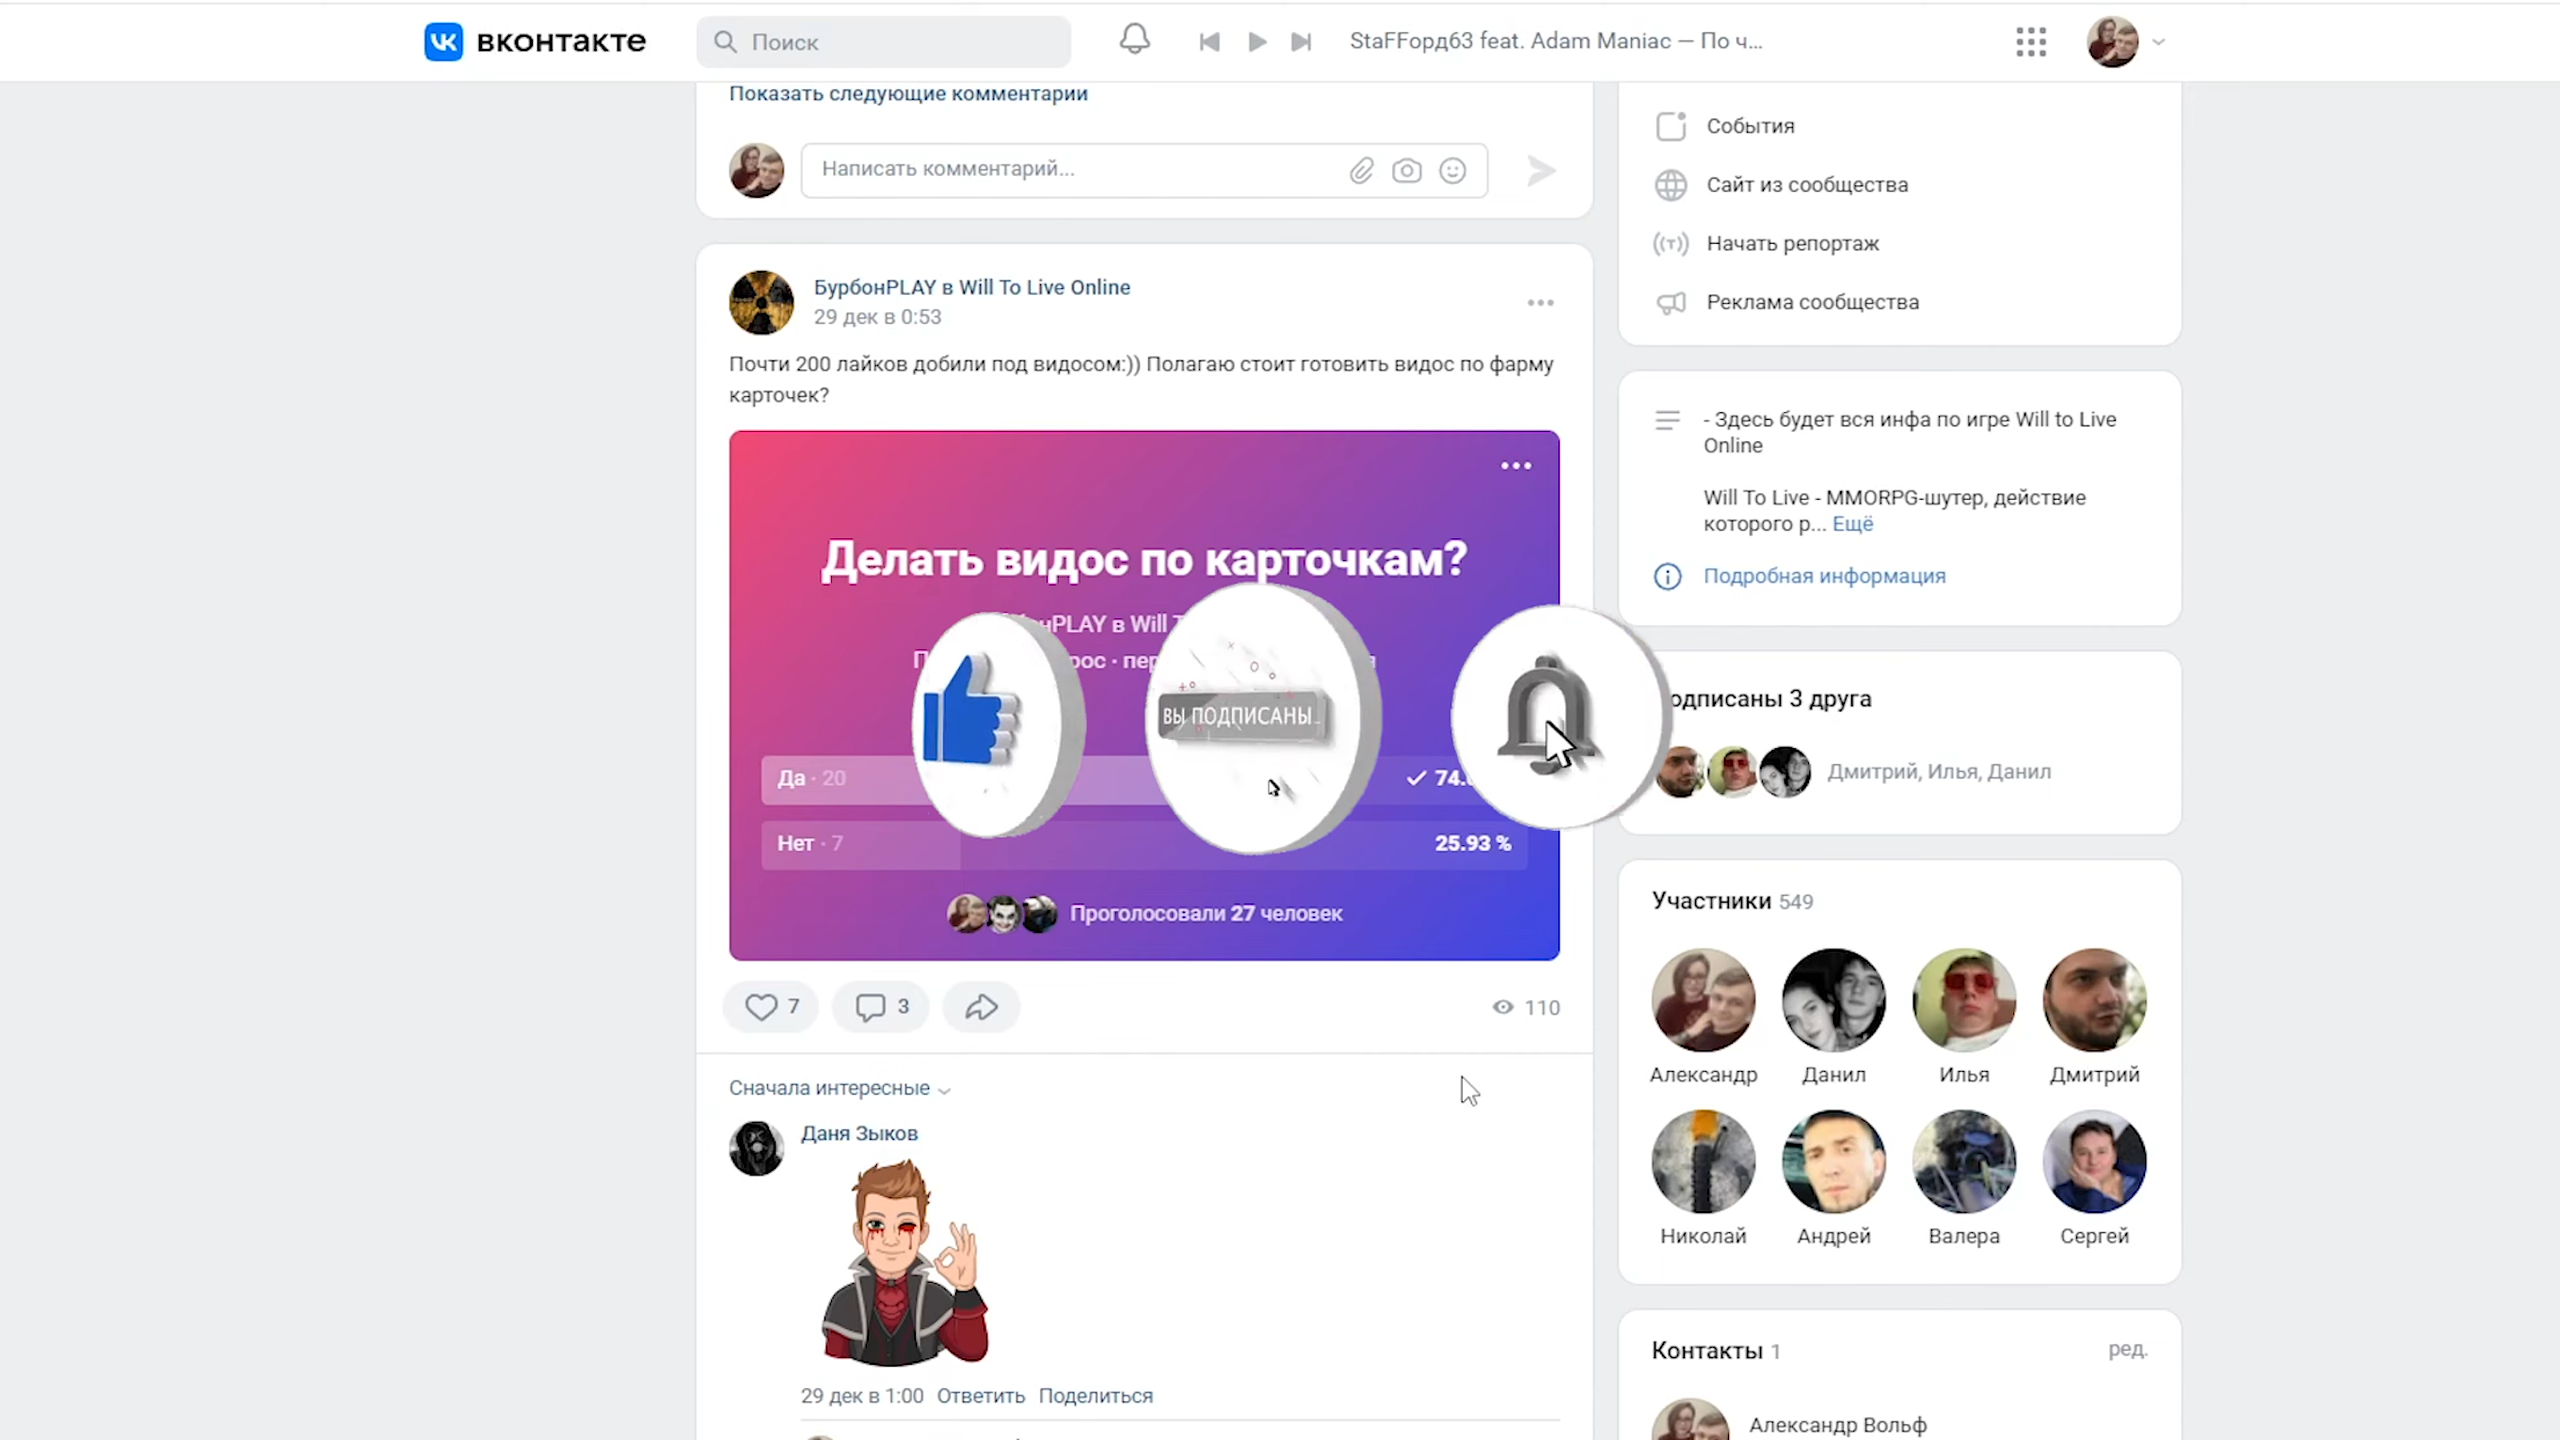 вконтакте
Поиск
StaFFорд63 feat. Adam Maniac — По ч...
Показать следующие комментарии
Написать комментарий...
БурбонPLAY в Will To Live Online
29 дек в 0:53
Почти 200 лайков добили под видосом:)) Полагаю стоит готовить видос по фарму
карточек?
Делать видос по карточкам?
ВЫ ПОДПИСАНЫ
Да · 20
Нет · 7 25.93 %
Проголосовали 27 человек
7 3 110
Сначала интересные
Даня Зыков
29 дек в 1:00 Ответить Поделиться
События
Сайт из сообщества
Начать репортаж
Реклама сообщества
- Здесь будет вся инфа по игре Will to Live
Online
Will To Live - MMORPG-шутер, действие
которого р... Ещё
Подробная информация
одписаны 3 друга
Дмитрий, Илья, Данил
Участники 549
Александр Данил Илья Дмитрий
Николай Андрей Валера Сергей
Контакты 1 ред.
Александр Вольф